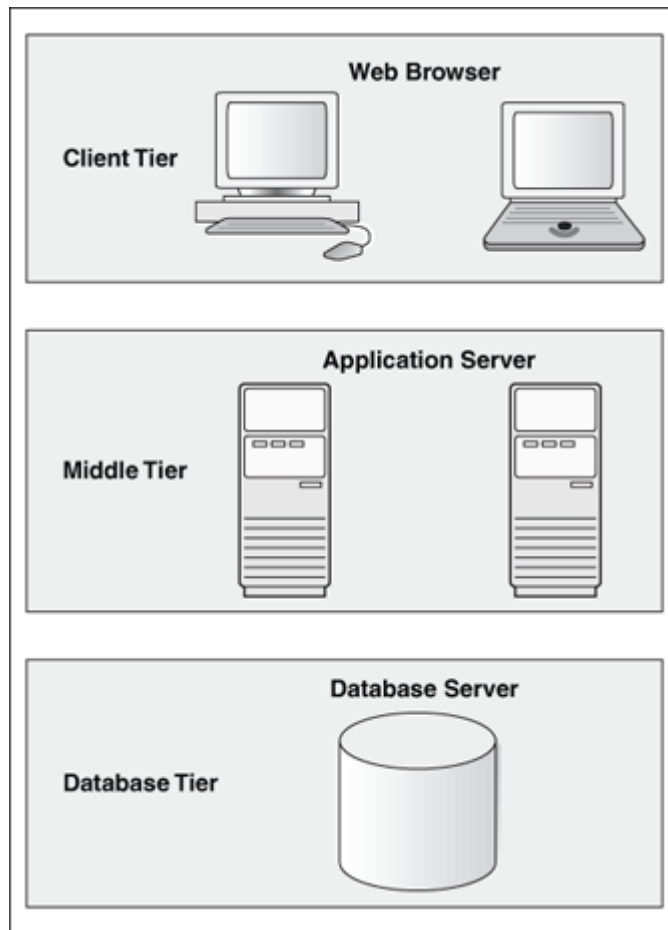 Web Browser
Client Tier
Application Server
Middle Tier
Database Server
Database Tier